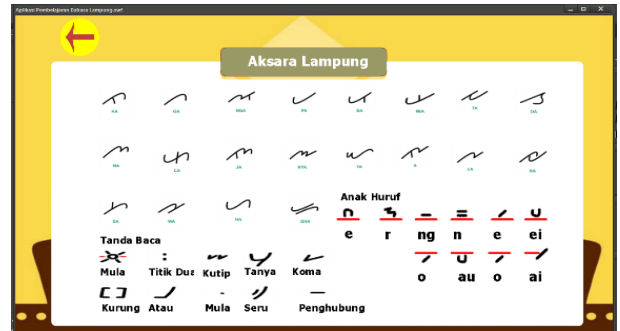 Aplikasi Pembelajaran Bahasa Lampung.swf
Aksara Lampung
KA GA NGA PA BA MA TA DA
NA CA JA NYA YA A LA RA
SA WA HA GHA
Anak Huruf
e r ng n e ei
o au o ai
Tanda Baca
Mula Titik Dua Kutip Tanya Koma
Kurung Atau Mula Seru Penghubung